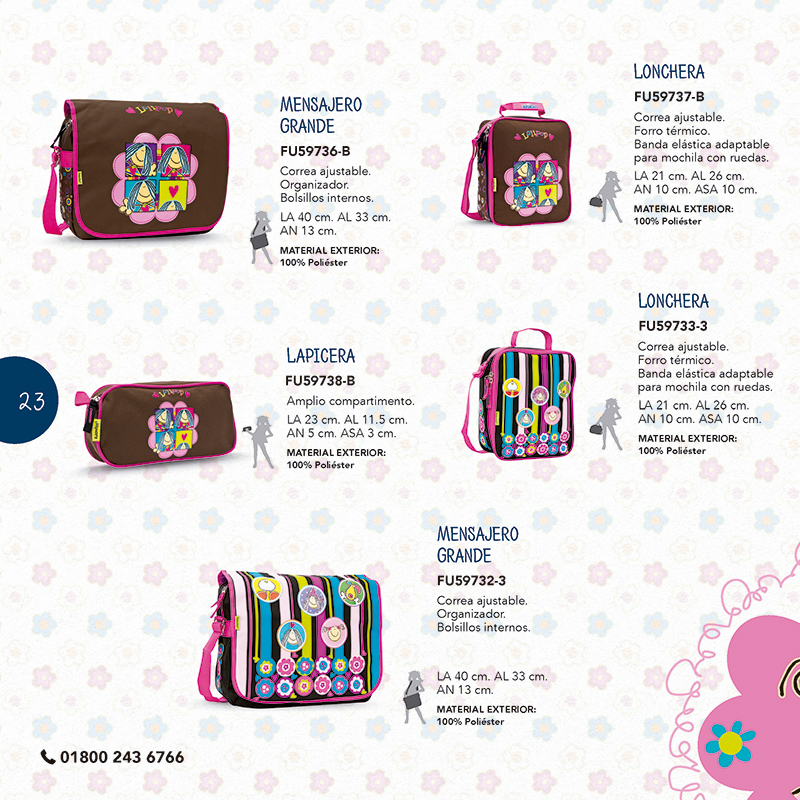 MENSAJERO
GRANDE
FU59736-B
Correa ajustable.
Organizador.
Bolsillos internos.
LA 40 cm. AL 33 cm.
AN 13 cm.
MATERIAL EXTERIOR:
100% Poliéster
Lollipop
LONCHERA
FU59737-B
Correa ajustable.
Forro térmico.
Banda elástica adaptable
para mochila con ruedas.
LA 21 cm. AL 26 cm.
AN 10 cm. ASA 10 cm.
MATERIAL EXTERIOR:
100% Poliéster
Lollipop
23
LAPICERA
FU59738-B
Amplio compartimento.
LA 23 cm. AL 11.5 cm.
AN 5 cm. ASA 3 cm.
MATERIAL EXTERIOR:
100% Poliéster
Lollipop
LONCHERA
FU59733-3
Correa ajustable.
Forro térmico.
Banda elástica adaptable
para mochila con ruedas.
LA 21 cm. AL 26 cm.
AN 10 cm. ASA 10 cm.
MATERIAL EXTERIOR:
100% Poliéster
MENSAJERO
GRANDE
FU59732-3
Correa ajustable.
Organizador.
Bolsillos internos.
LA 40 cm. AL 33 cm.
AN 13 cm.
MATERIAL EXTERIOR:
100% Poliéster
01800 243 6766